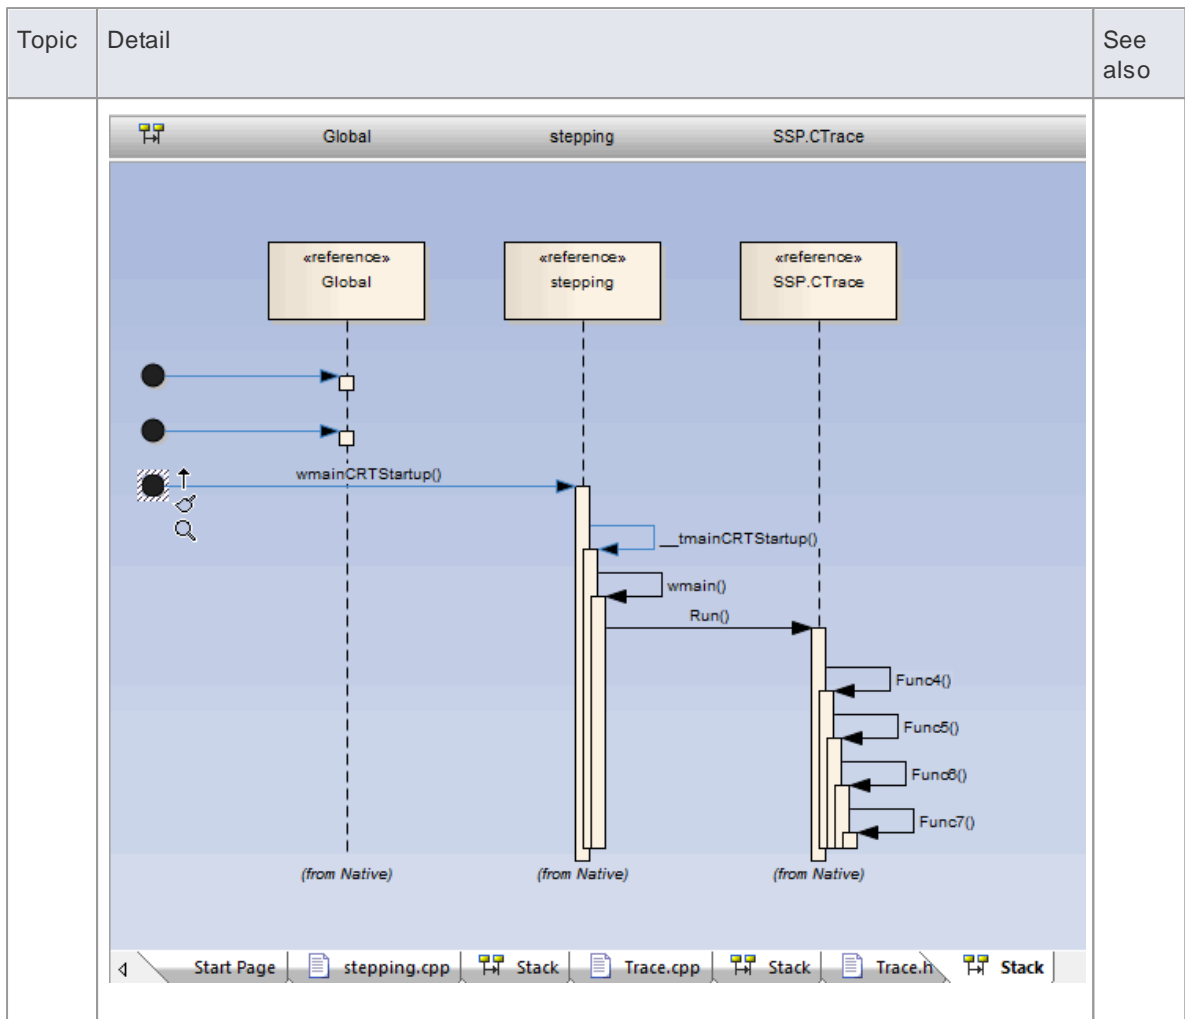 Topic
Detail
See
also
Global
stepping
SSP.CTrace
«reference»
Global
«reference»
stepping
«reference»
SSP.CTrace
wmainCRTStartup()
__tmainCRTStartup()
wmain()
Run()
Func4()
Func5()
Func6()
Func7()
(from Native)
(from Native)
(from Native)
Start Page
stepping.cpp
Stack
Trace.cpp
Stack
Trace.h
Stack